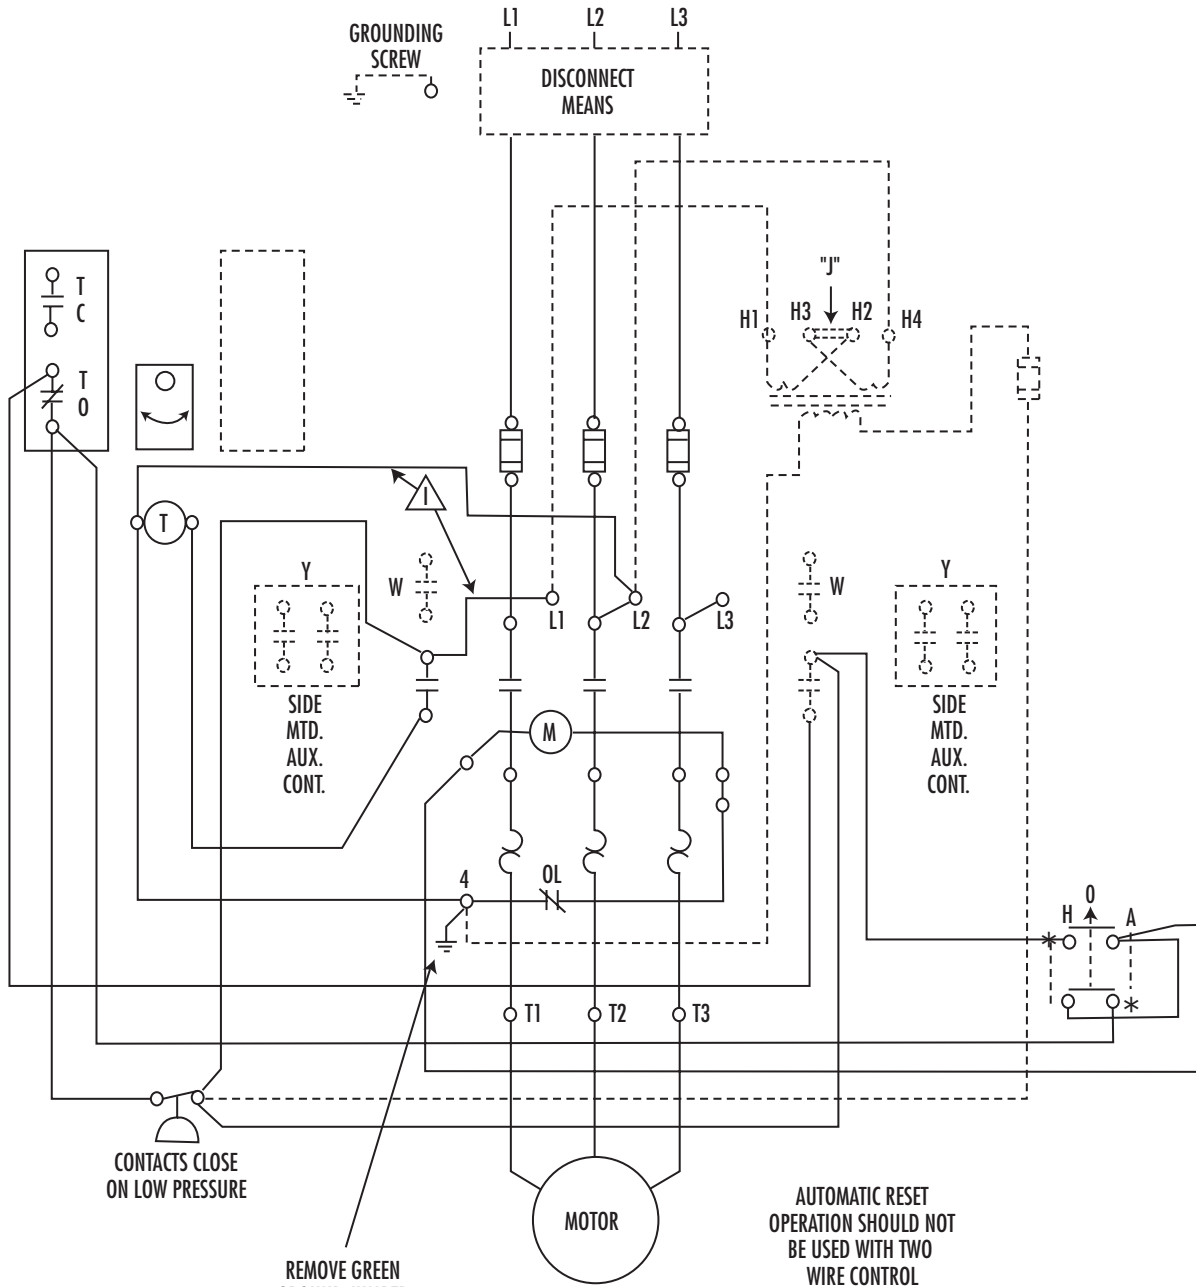 L1
L2
L3
GROUNDING
SCREW
DISCONNECT
MEANS
"J"
H1
H3
H2
H4
T
C
T
O
I
T
Y
W
L1
L2
L3
W
Y
SIDE
MTD.
AUX.
CONT.
SIDE
MTD.
AUX.
CONT.
M
4
OL
H
O
A
*
*
T1
T2
T3
CONTACTS CLOSE
ON LOW PRESSURE
MOTOR
AUTOMATIC RESET
OPERATION SHOULD NOT
BE USED WITH TWO
WIRE CONTROL
REMOVE GREEN